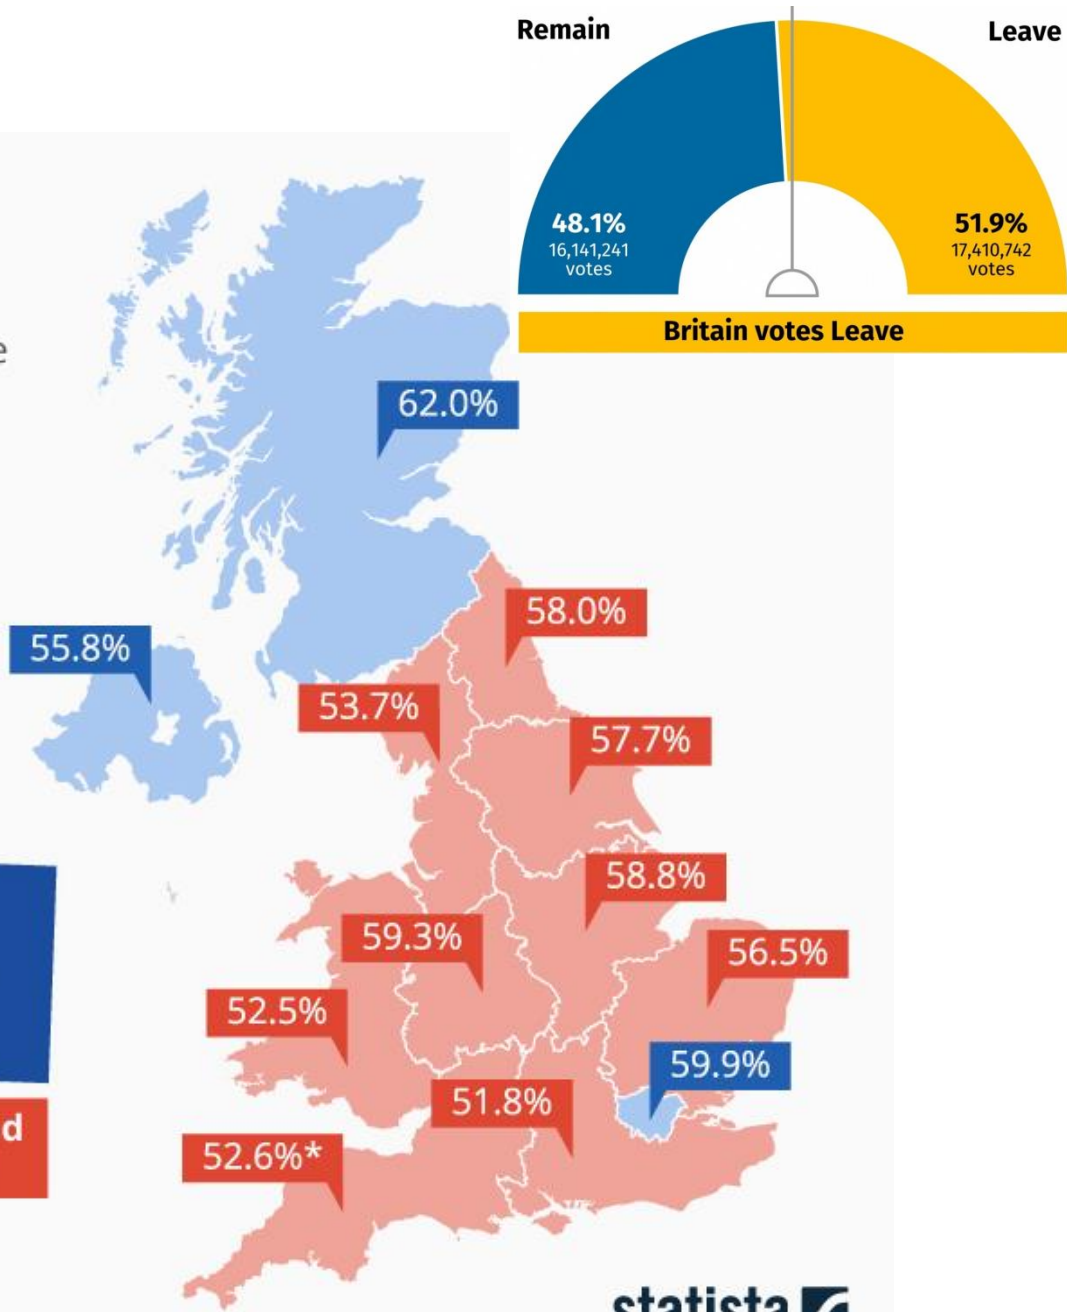 Remain
Leave
48.1%
16,141,241
votes
51.9%
17,410,742
votes
Britain votes Leave
e
62.0%
58.0%
55.8%
53.7%
57.7%
58.8%
59.3%
56.5%
52.5%
59.9%
51.8%
d
52.6%*
statista